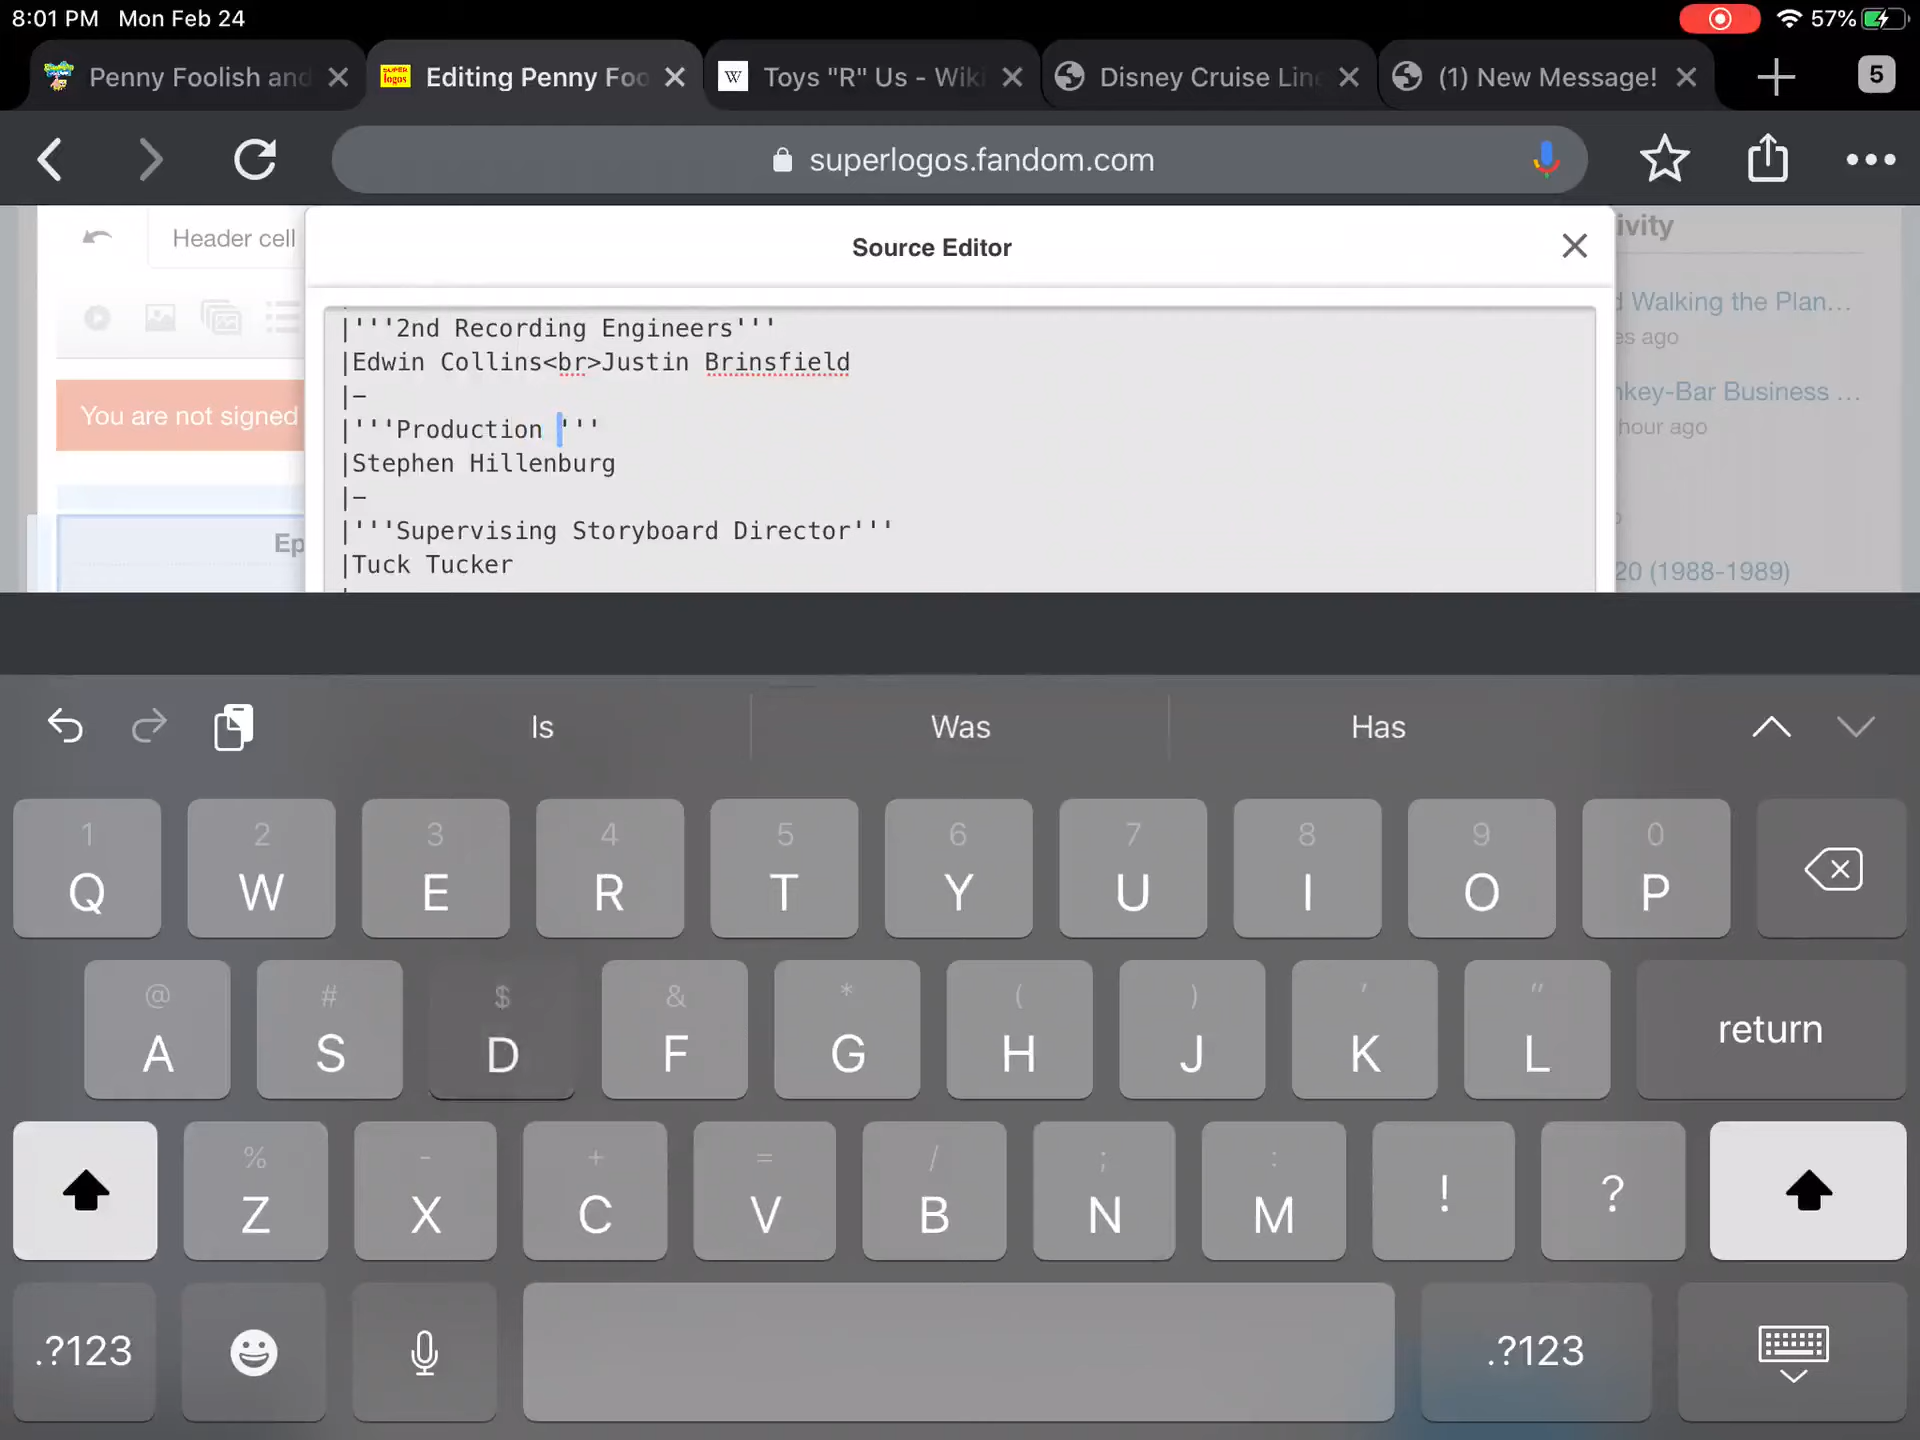 8:01 PM Mon Feb 24
57%
Penny Foolish and
SUPER logos
Editing Penny Foo
W
Toys "R" Us - Wiki
Disney Cruise Line
(1) New Message!
5
superlogos.fandom.com
Header cell
Source Editor
ivity
d Walking the Plan...
es ago
nkey-Bar Business ...
hour ago
20 (1988-1989)
You are not signed
Ep
|'''2nd Recording Engineers'''
|Edwin Collins<br>Justin Brinsfield
|-
|'''Production '''
|Stephen Hillenburg
|-
|'''Supervising Storyboard Director'''
|Tuck Tucker
Is
Was
Has
1 2 3 4 5 6 7 8 9 0
Q W E R T Y U I O P
@ # $ & * ( ) ' "
A S D F G H J K L return
% - + = / ; :
Z X C V B N M ! ?
.?123
.?123